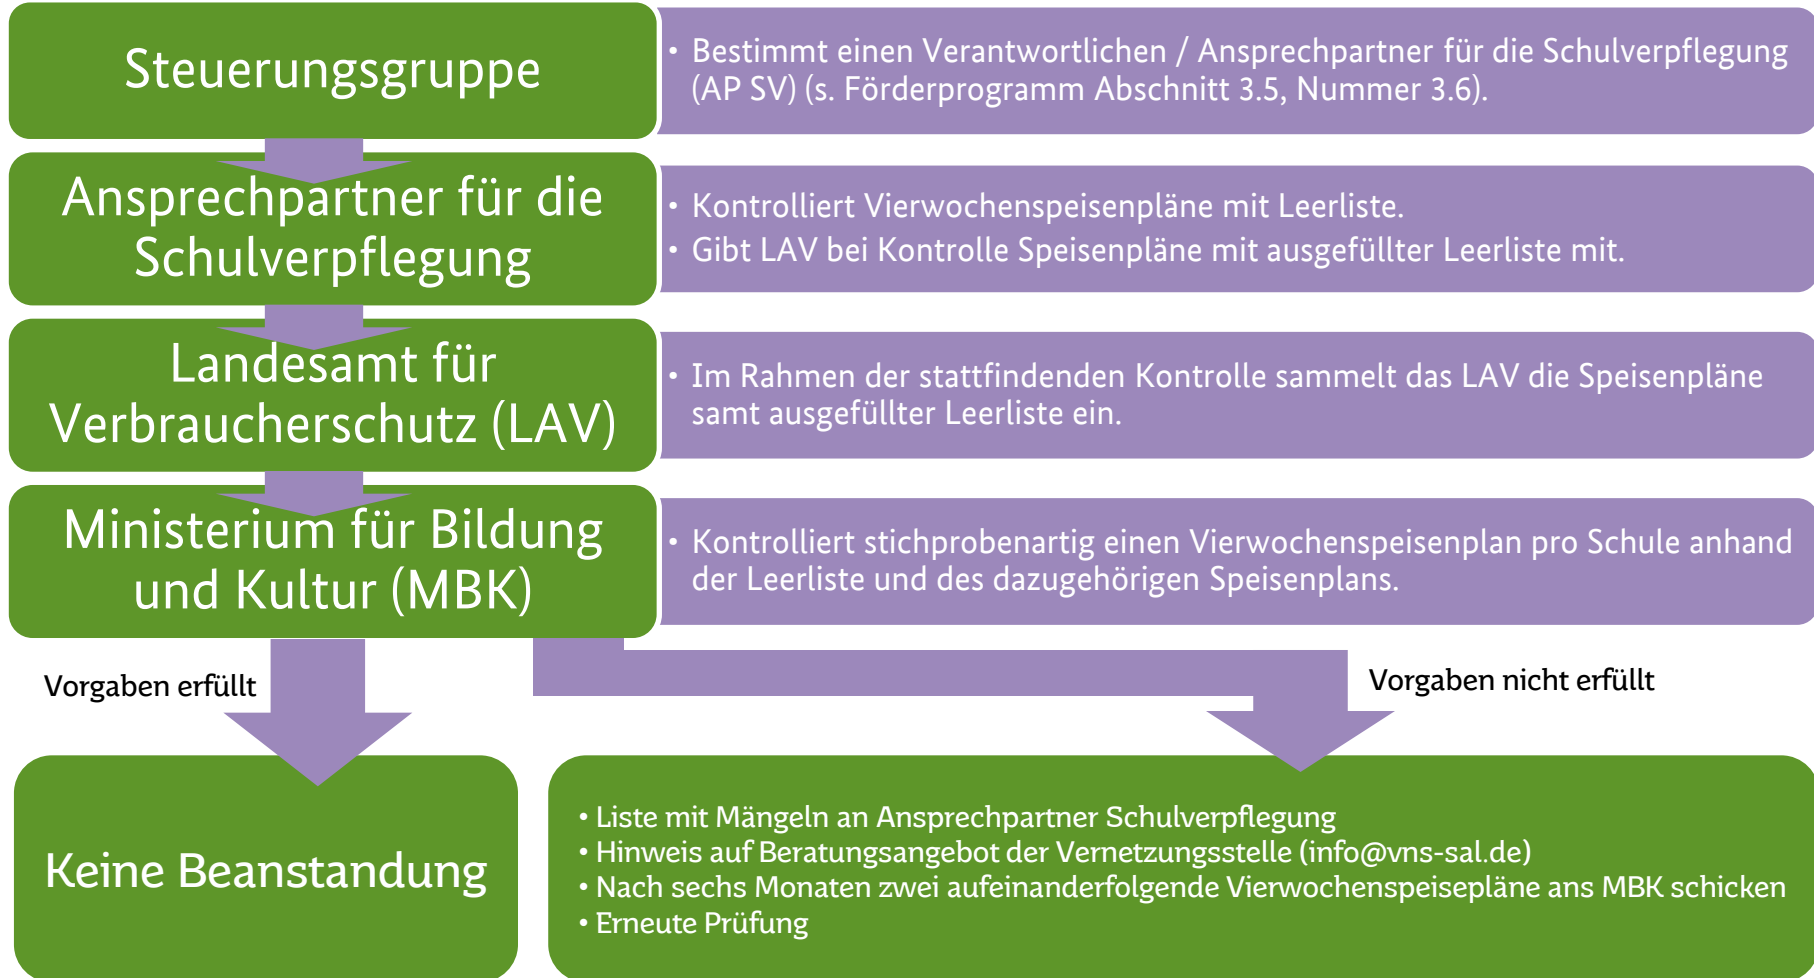 Steuerungsgruppe
• Bestimmt einen Verantwortlichen / Ansprechpartner für die Schulverpflegung
(AP SV) (s. Förderprogramm Abschnitt 3.5, Nummer 3.6).
Ansprechpartner für die
Schulverpflegung
• Kontrolliert Vierwochenspeisenpläne mit Leerliste.
• Gibt LAV bei Kontrolle Speisenpläne mit ausgefüllter Leerliste mit.
Landesamt für
Verbraucherschutz (LAV)
• Im Rahmen der stattfindenden Kontrolle sammelt das LAV die Speisenpläne
samt ausgefüllter Leerliste ein.
Ministerium für Bildung
und Kultur (MBK)
• Kontrolliert stichprobenartig einen Vierwochenspeisenplan pro Schule anhand
der Leerliste und des dazugehörigen Speisenplans.
Vorgaben erfüllt
Vorgaben nicht erfüllt
Keine Beanstandung
• Liste mit Mängeln an Ansprechpartner Schulverpflegung
• Hinweis auf Beratungsangebot der Vernetzungsstelle (info@vns-sal.de)
• Nach sechs Monaten zwei aufeinanderfolgende Vierwochenspeisepläne ans MBK schicken
• Erneute Prüfung